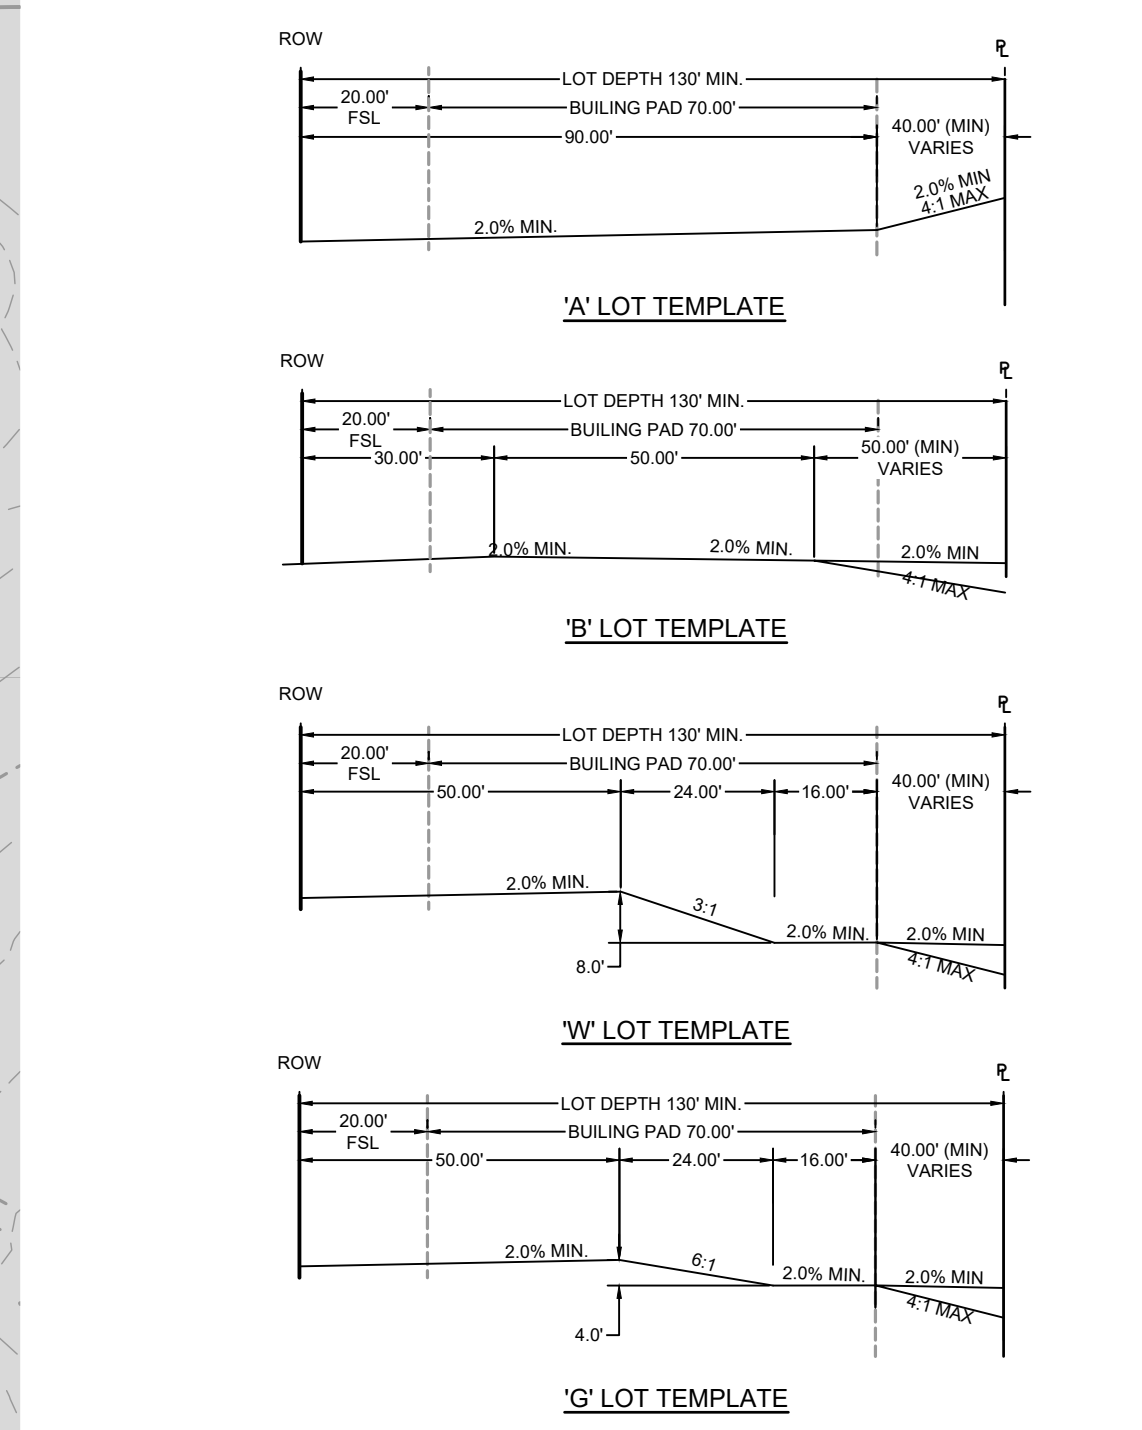 ROW
PL
LOT DEPTH 130' MIN.
20.00'
FSL
BUILING PAD 70.00'
90.00'
40.00' (MIN)
VARIES
2.0% MIN
4:1 MAX
2.0% MIN.
'A' LOT TEMPLATE
ROW
PL
LOT DEPTH 130' MIN.
20.00'
FSL
BUILING PAD 70.00'
30.00'
50.00'
50.00' (MIN)
VARIES
2.0% MIN.
2.0% MIN.
2.0% MIN
4:1 MAX
'B' LOT TEMPLATE
ROW
PL
LOT DEPTH 130' MIN.
20.00'
FSL
BUILING PAD 70.00'
50.00'
24.00'
16.00'
40.00' (MIN)
VARIES
2.0% MIN.
3:1
2.0% MIN.
2.0% MIN
4:1 MAX
8.0'
'W' LOT TEMPLATE
ROW
PL
LOT DEPTH 130' MIN.
20.00'
FSL
BUILING PAD 70.00'
50.00'
24.00'
16.00'
40.00' (MIN)
VARIES
2.0% MIN.
6:1
2.0% MIN.
2.0% MIN
4:1 MAX
4.0'
'G' LOT TEMPLATE